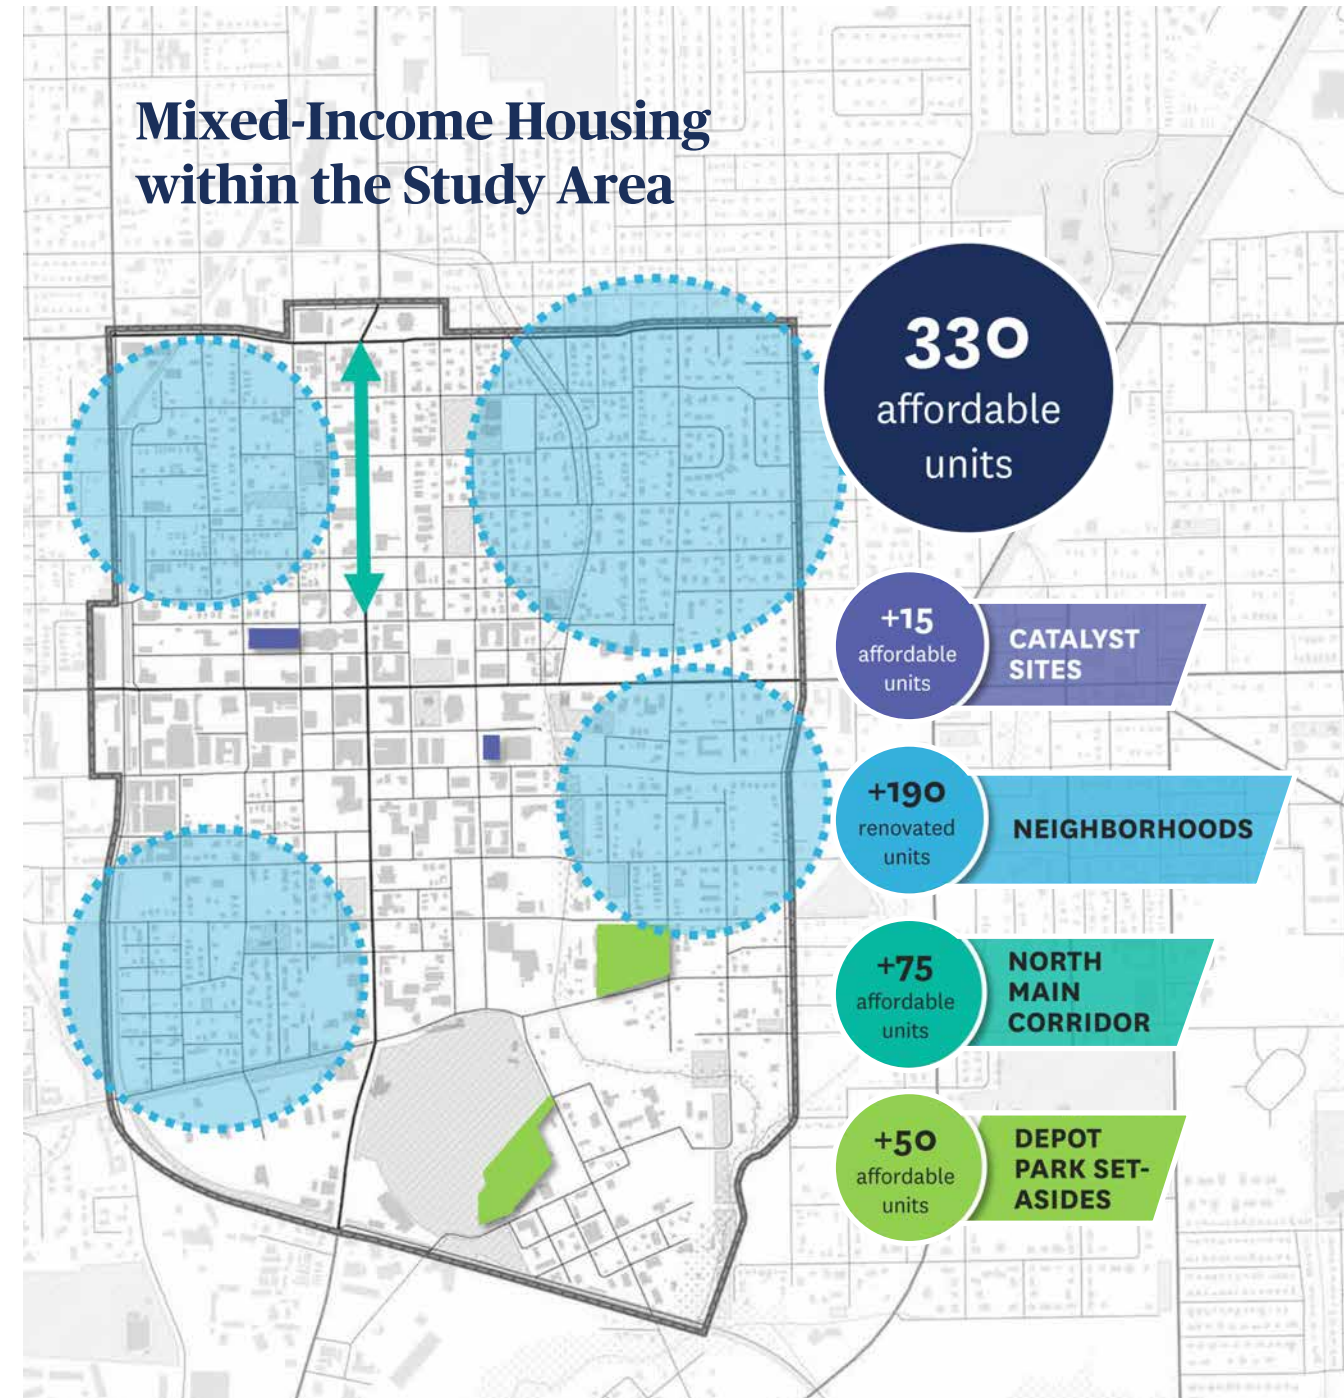 Mixed-Income Housing
within the Study Area
330
affordable
units
+15
affordable
units
CATALYST
SITES
+190
renovated
units
NEIGHBORHOODS
+75
affordable
units
NORTH
MAIN
CORRIDOR
+50
affordable
units
DEPOT
PARK SET-
ASIDES